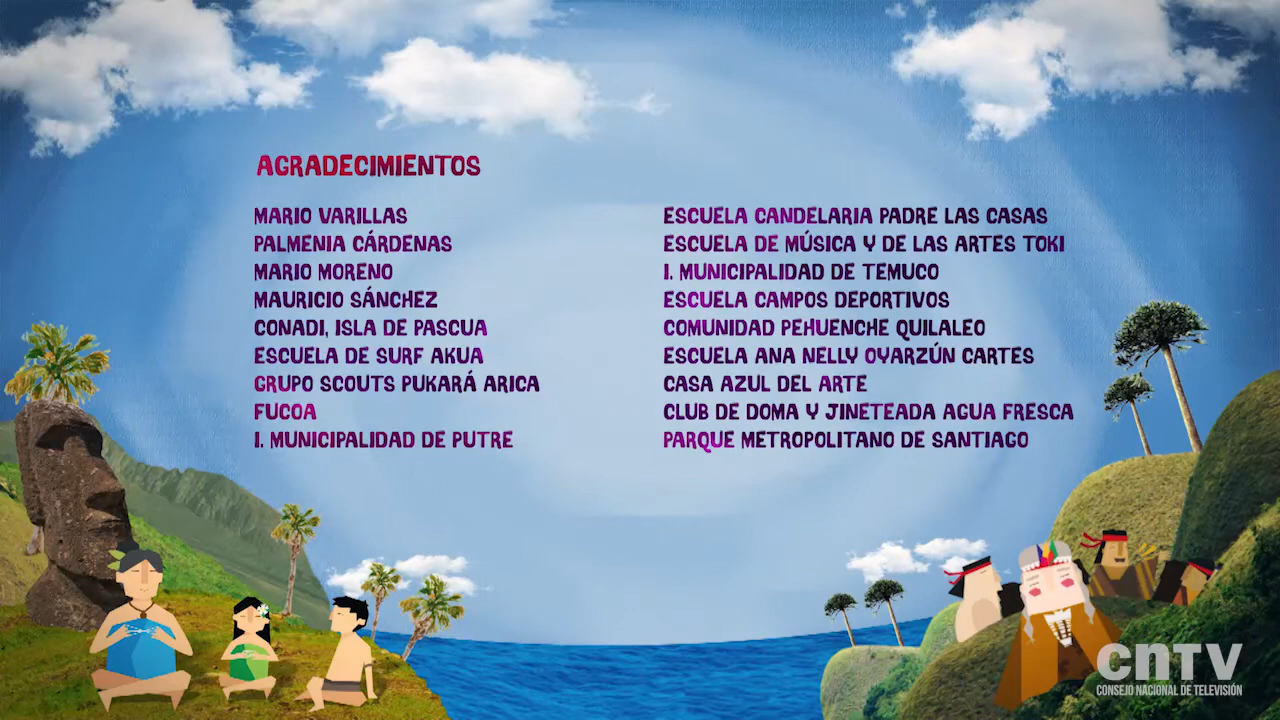 AGRADECIMIENTOS
MARIO VARILLAS
PALMENIA CÁRDENAS
MARIO MORENO
MAURICIO SÁNCHEZ
CONADI, ISLA DE PASCUA
ESCUELA DE SURF AKUA
GRUPO SCOUTS PUKARÁ ARICA
FUCOA
I. MUNICIPALIDAD DE PUTRE
ESCUELA CANDELARIA PADRE LAS CASAS
ESCUELA DE MÚSICA Y DE LAS ARTES TOKI
I. MUNICIPALIDAD DE TEMUCO
ESCUELA CAMPOS DEPORTIVOS
COMUNIDAD PEHUENCHE QUILALEO
ESCUELA ANA NELLY OYARZÚN CARTES
CASA AZUL DEL ARTE
CLUB DE DOMA Y JINETEADA AGUA FRESCA
PARQUE METROPOLITANO DE SANTIAGO
cnTV
CONSEJO NACIONAL DE TELEVISIÓN